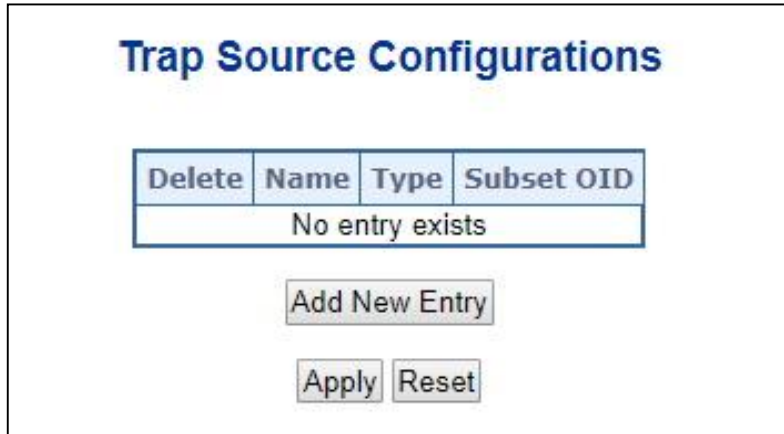 Trap Source Configurations
Delete Name Type Subset OID
No entry exists
Add New Entry
Apply Reset